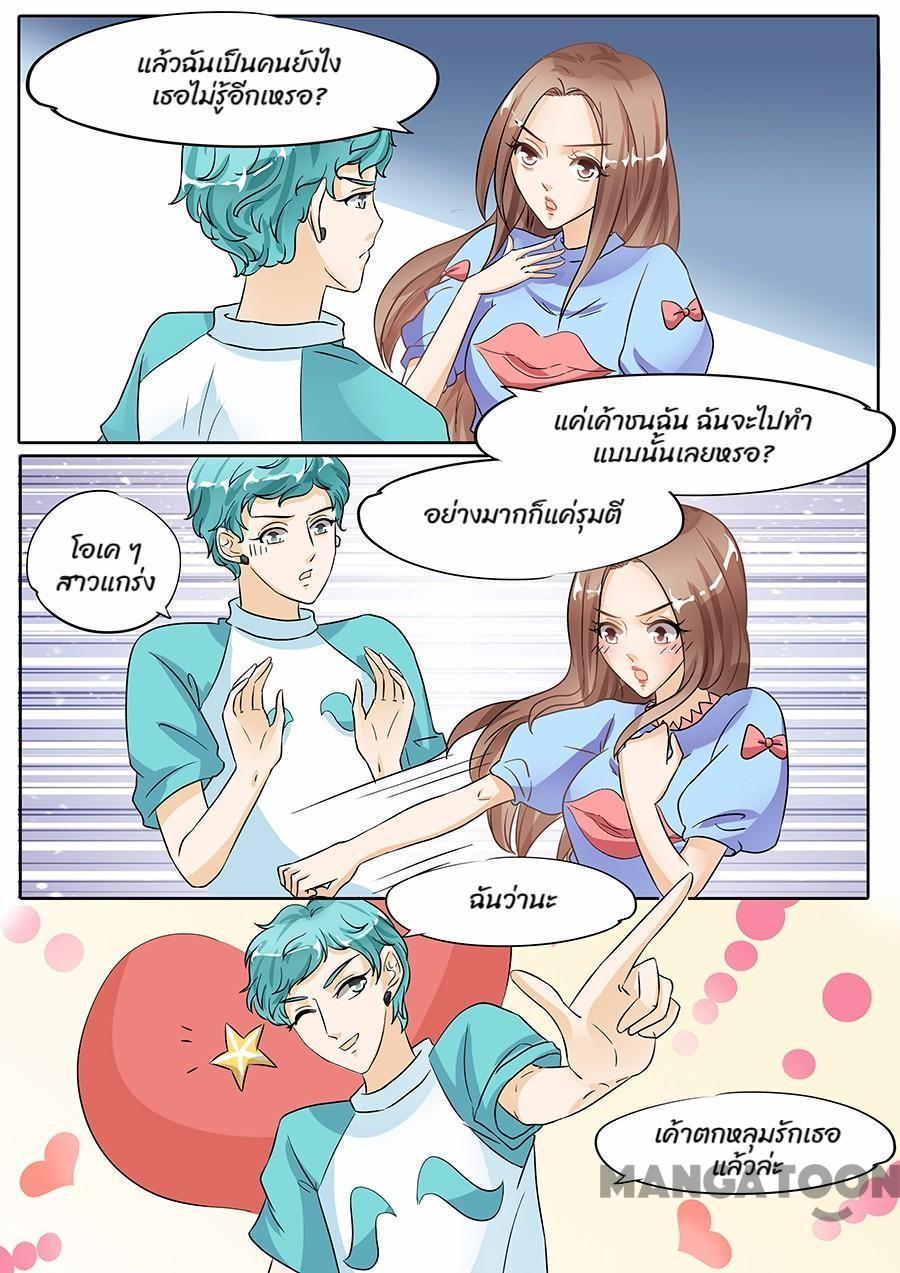 แล้วฉันเป็นคนยังไง
เธอไม่รู้อีกเหรอ?
แค่เค้าชนฉัน ฉันจะไปทำ
แบบนั้นเลยหรอ?
อย่างมากก็แค่รุมตี
โอเค ๆ
สาวแกร่ง
ฉันว่านะ
เค้าตกหลุมรักเธอ
แล้วล่ะ
MANGATOON